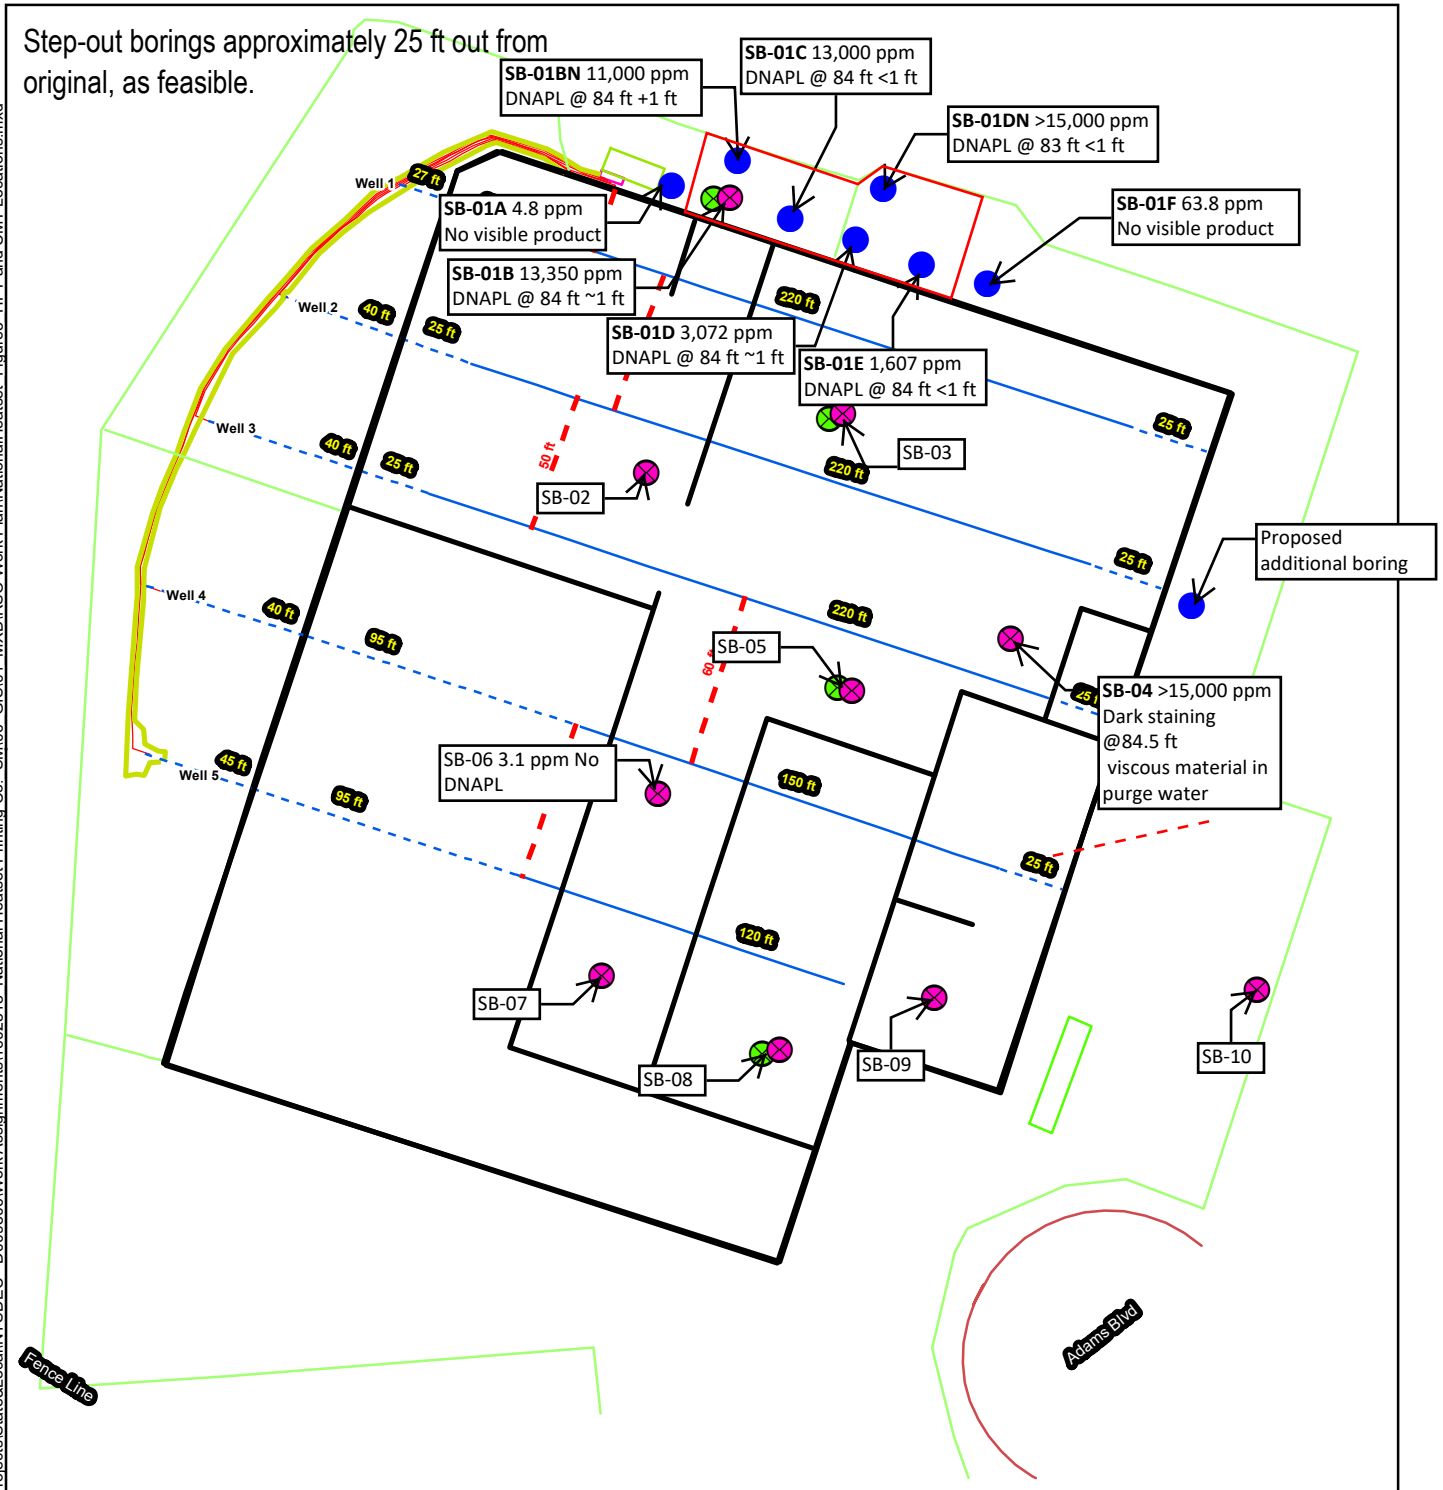 Step-out borings approximately 25 ft out from
original, as feasible.
SB-01BN 11,000 ppm
DNAPL @ 84 ft +1 ft
SB-01C 13,000 ppm
DNAPL @ 84 ft <1 ft
SB-01DN >15,000 ppm
DNAPL @ 83 ft <1 ft
SB-01F 63.8 ppm
No visible product
Well 1
27 ft
SB-01A 4.8 ppm
No visible product
SB-01B 13,350 ppm
DNAPL @ 84 ft ~1 ft
SB-01D 3,072 ppm
DNAPL @ 84 ft ~1 ft
SB-01E 1,607 ppm
DNAPL @ 84 ft <1 ft
220 ft
25 ft
Well 2
40 ft
25 ft
220 ft
25 ft
Well 3
40 ft
25 ft
50 ft
SB-02
SB-03
Proposed
additional boring
220 ft
SB-05
SB-04 >15,000 ppm
Dark staining
@84.5 ft
viscous material in
purge water
Well 4
40 ft
95 ft
150 ft
25 ft
SB-06 3.1 ppm No
DNAPL
Well 5
45 ft
95 ft
120 ft
SB-07
SB-08
SB-09
SB-10
Fence Line
Adams Blvd